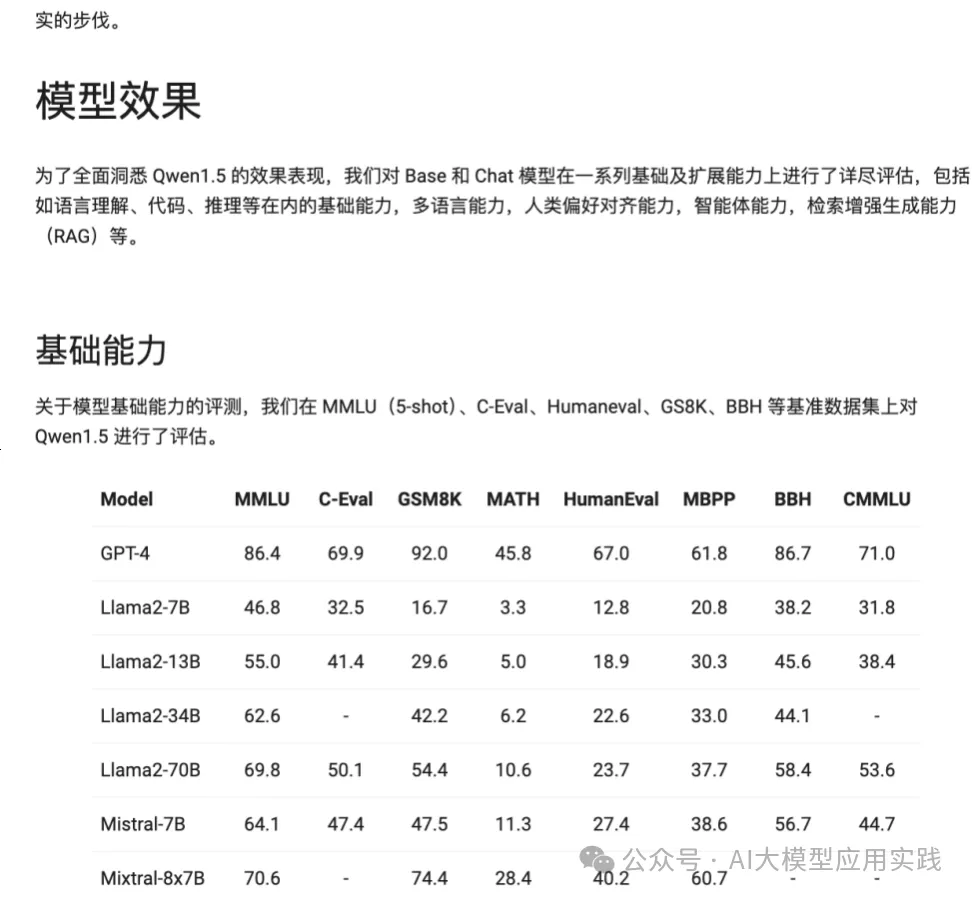 实的步伐。
模型效果
为了全面洞悉 Qwen1.5 的效果表现，我们对 Base 和 Chat 模型在一系列基础及扩展能力上进行了详尽评估，包括
如语言理解、代码、推理等在内的基础能力，多语言能力，人类偏好对齐能力，智能体能力，检索增强生成能力
（RAG）等。
基础能力
关于模型基础能力的评测，我们在 MMLU（5-shot）、C-Eval、Humaneval、GS8K、BBH 等基准数据集上对
Qwen1.5 进行了评估。
Model MMLU C-Eval GSM8K MATH HumanEval MBPP BBH CMMLU
GPT-4 86.4 69.9 92.0 45.8 67.0 61.8 86.7 71.0
Llama2-7B 46.8 32.5 16.7 3.3 12.8 20.8 38.2 31.8
Llama2-13B 55.0 41.4 29.6 5.0 18.9 30.3 45.6 38.4
Llama2-34B 62.6 - 42.2 6.2 22.6 33.0 44.1 -
Llama2-70B 69.8 50.1 54.4 10.6 23.7 37.7 58.4 53.6
Mistral-7B 64.1 47.4 47.5 11.3 27.4 38.6 56.7 44.7
公众号 · AI大模型应用实践
Mixtral-8x7B 70.6 - 74.4 28.4 40.2 60.7 - -